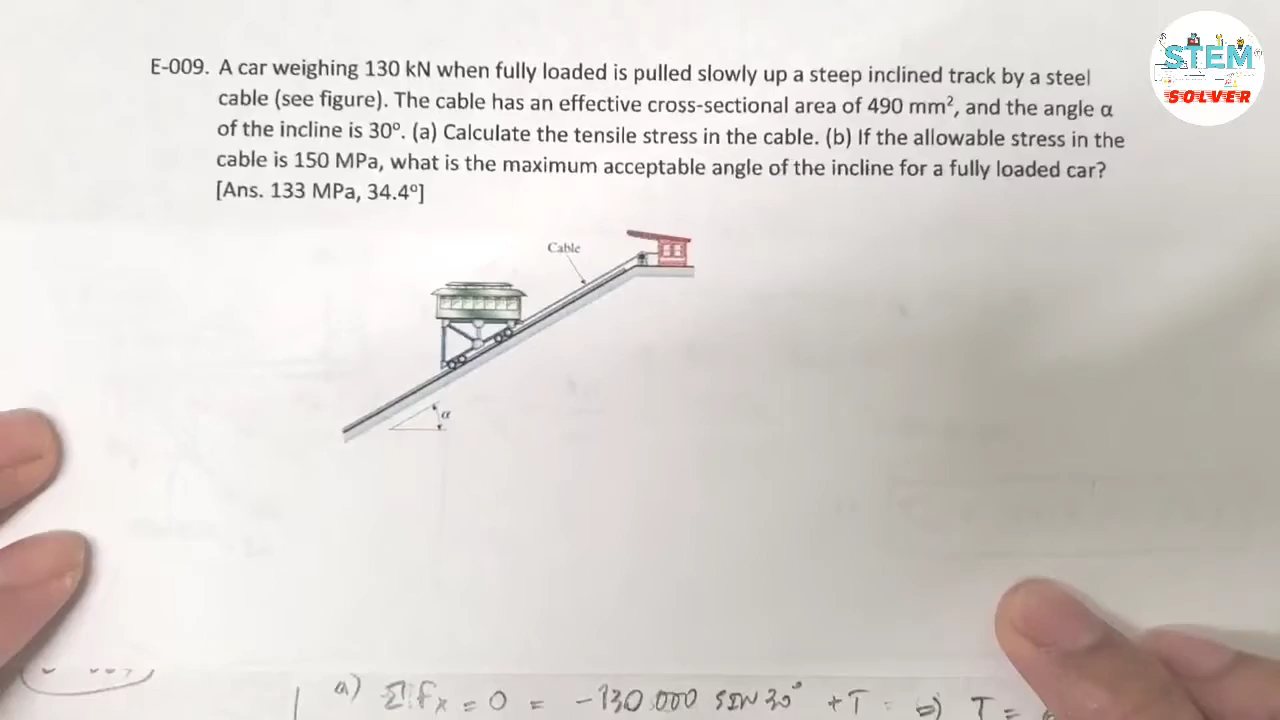 STEM
SOLVER
E-009. A car weighing 130 kN when fully loaded is pulled slowly up a steep inclined track by a steel
cable (see figure). The cable has an effective cross-sectional area of 490 mm², and the angle α
of the incline is 30º. (a) Calculate the tensile stress in the cable. (b) If the allowable stress in the
cable is 150 MPa, what is the maximum acceptable angle of the incline for a fully loaded car?
[Ans. 133 MPa, 34.4º]
Cable
α
a) ΣFx = 0 = -130.000 SIN 30° + T = b) T =